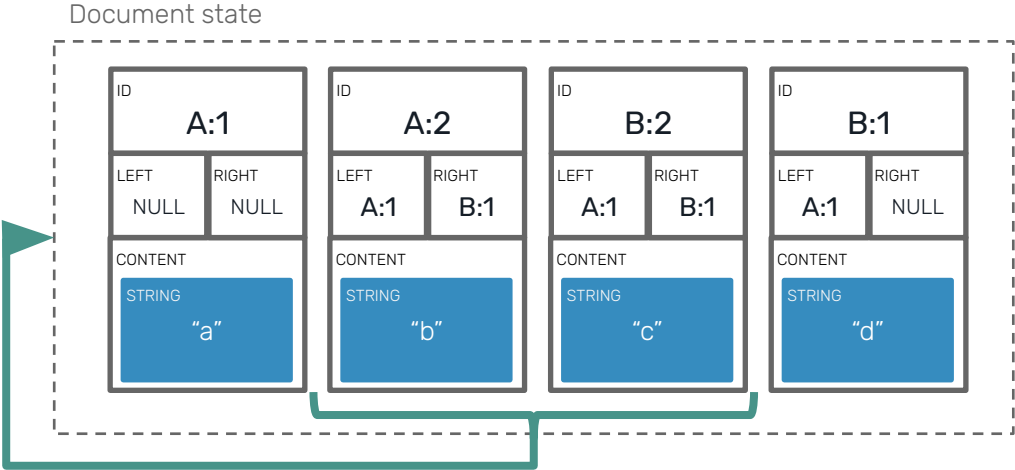 Document state
ID ID ID ID
A:1 A:2 B:2 B:1
LEFT RIGHT LEFT RIGHT LEFT RIGHT LEFT RIGHT
NULL NULL A:1 B:1 A:1 B:1 A:1 NULL
CONTENT CONTENT CONTENT CONTENT
STRING STRING STRING STRING
“a” “b” “c” “d”